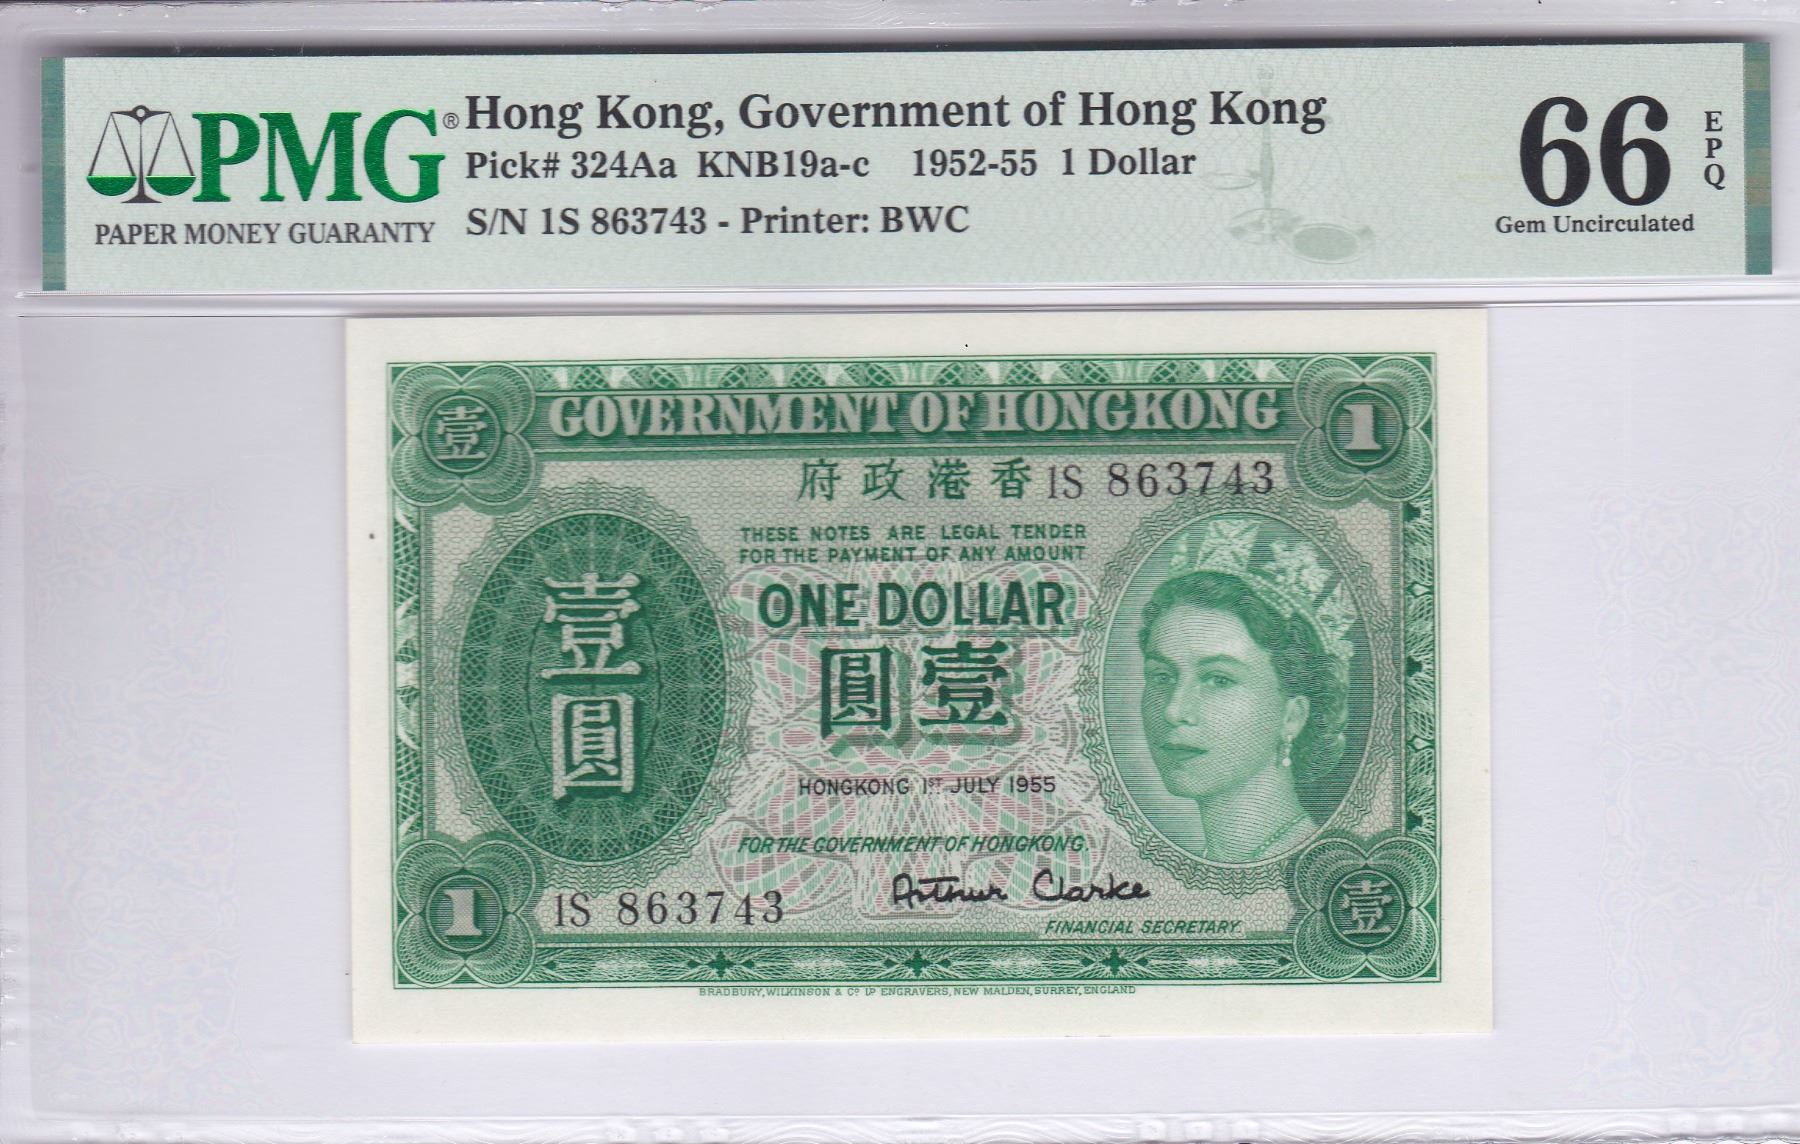 PMG®
PAPER MONEY GUARANTY
Hong Kong, Government of Hong Kong
Pick# 324Aa KNB19a-c 1952-55 1 Dollar
S/N 1S 863743 - Printer: BWC
66
EPQ
Gem Uncirculated
壹
GOVERNMENT OF HONGKONG
1
府政港香
1S 863743
THESE NOTES ARE LEGAL TENDER
FOR THE PAYMENT OF ANY AMOUNT
ONE DOLLAR
圓壹
壹圓
HONGKONG 1ST JULY 1955
FOR THE GOVERNMENT OF HONGKONG.
Arthur Clarke
FINANCIAL SECRETARY.
1
1S 863743
壹
BRADBURY, WILKINSON & Co LD ENGRAVERS, NEW MALDEN, SURREY, ENGLAND